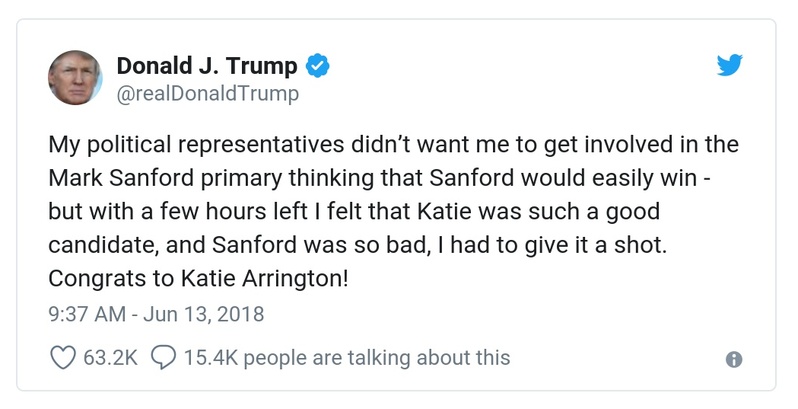 Donald J. Trump
@realDonaldTrump
My political representatives didn’t want me to get involved in the
Mark Sanford primary thinking that Sanford would easily win -
but with a few hours left I felt that Katie was such a good
candidate, and Sanford was so bad, I had to give it a shot.
Congrats to Katie Arrington!
9:37 AM - Jun 13, 2018
63.2K 15.4K people are talking about this